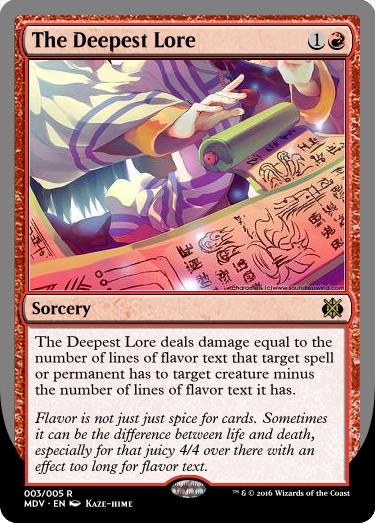 The Deepest Lore 1
Sorcery
The Deepest Lore deals damage equal to the
number of lines of flavor text that target spell
or permanent has to target creature minus
the number of lines of flavor text it has.
Flavor is not just just spice for cards. Sometimes
it can be the difference between life and death,
especially for that juicy 4/4 over there with an
effect too long for flavor text.
003/005 R
MDV • EN Kaze-hime
™ & © 2016 Wizards of the Coast